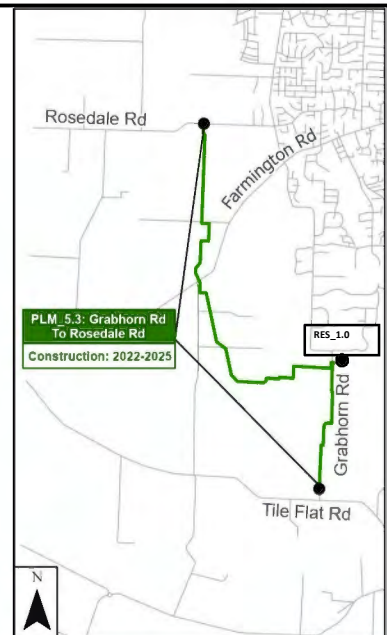 Rosedale Rd
Farmington Rd
PLM_5.3: Grabhorn Rd
To Rosedale Rd
Construction: 2022-2025
RES_1.0
Grabhorn Rd
Tile Flat Rd
N